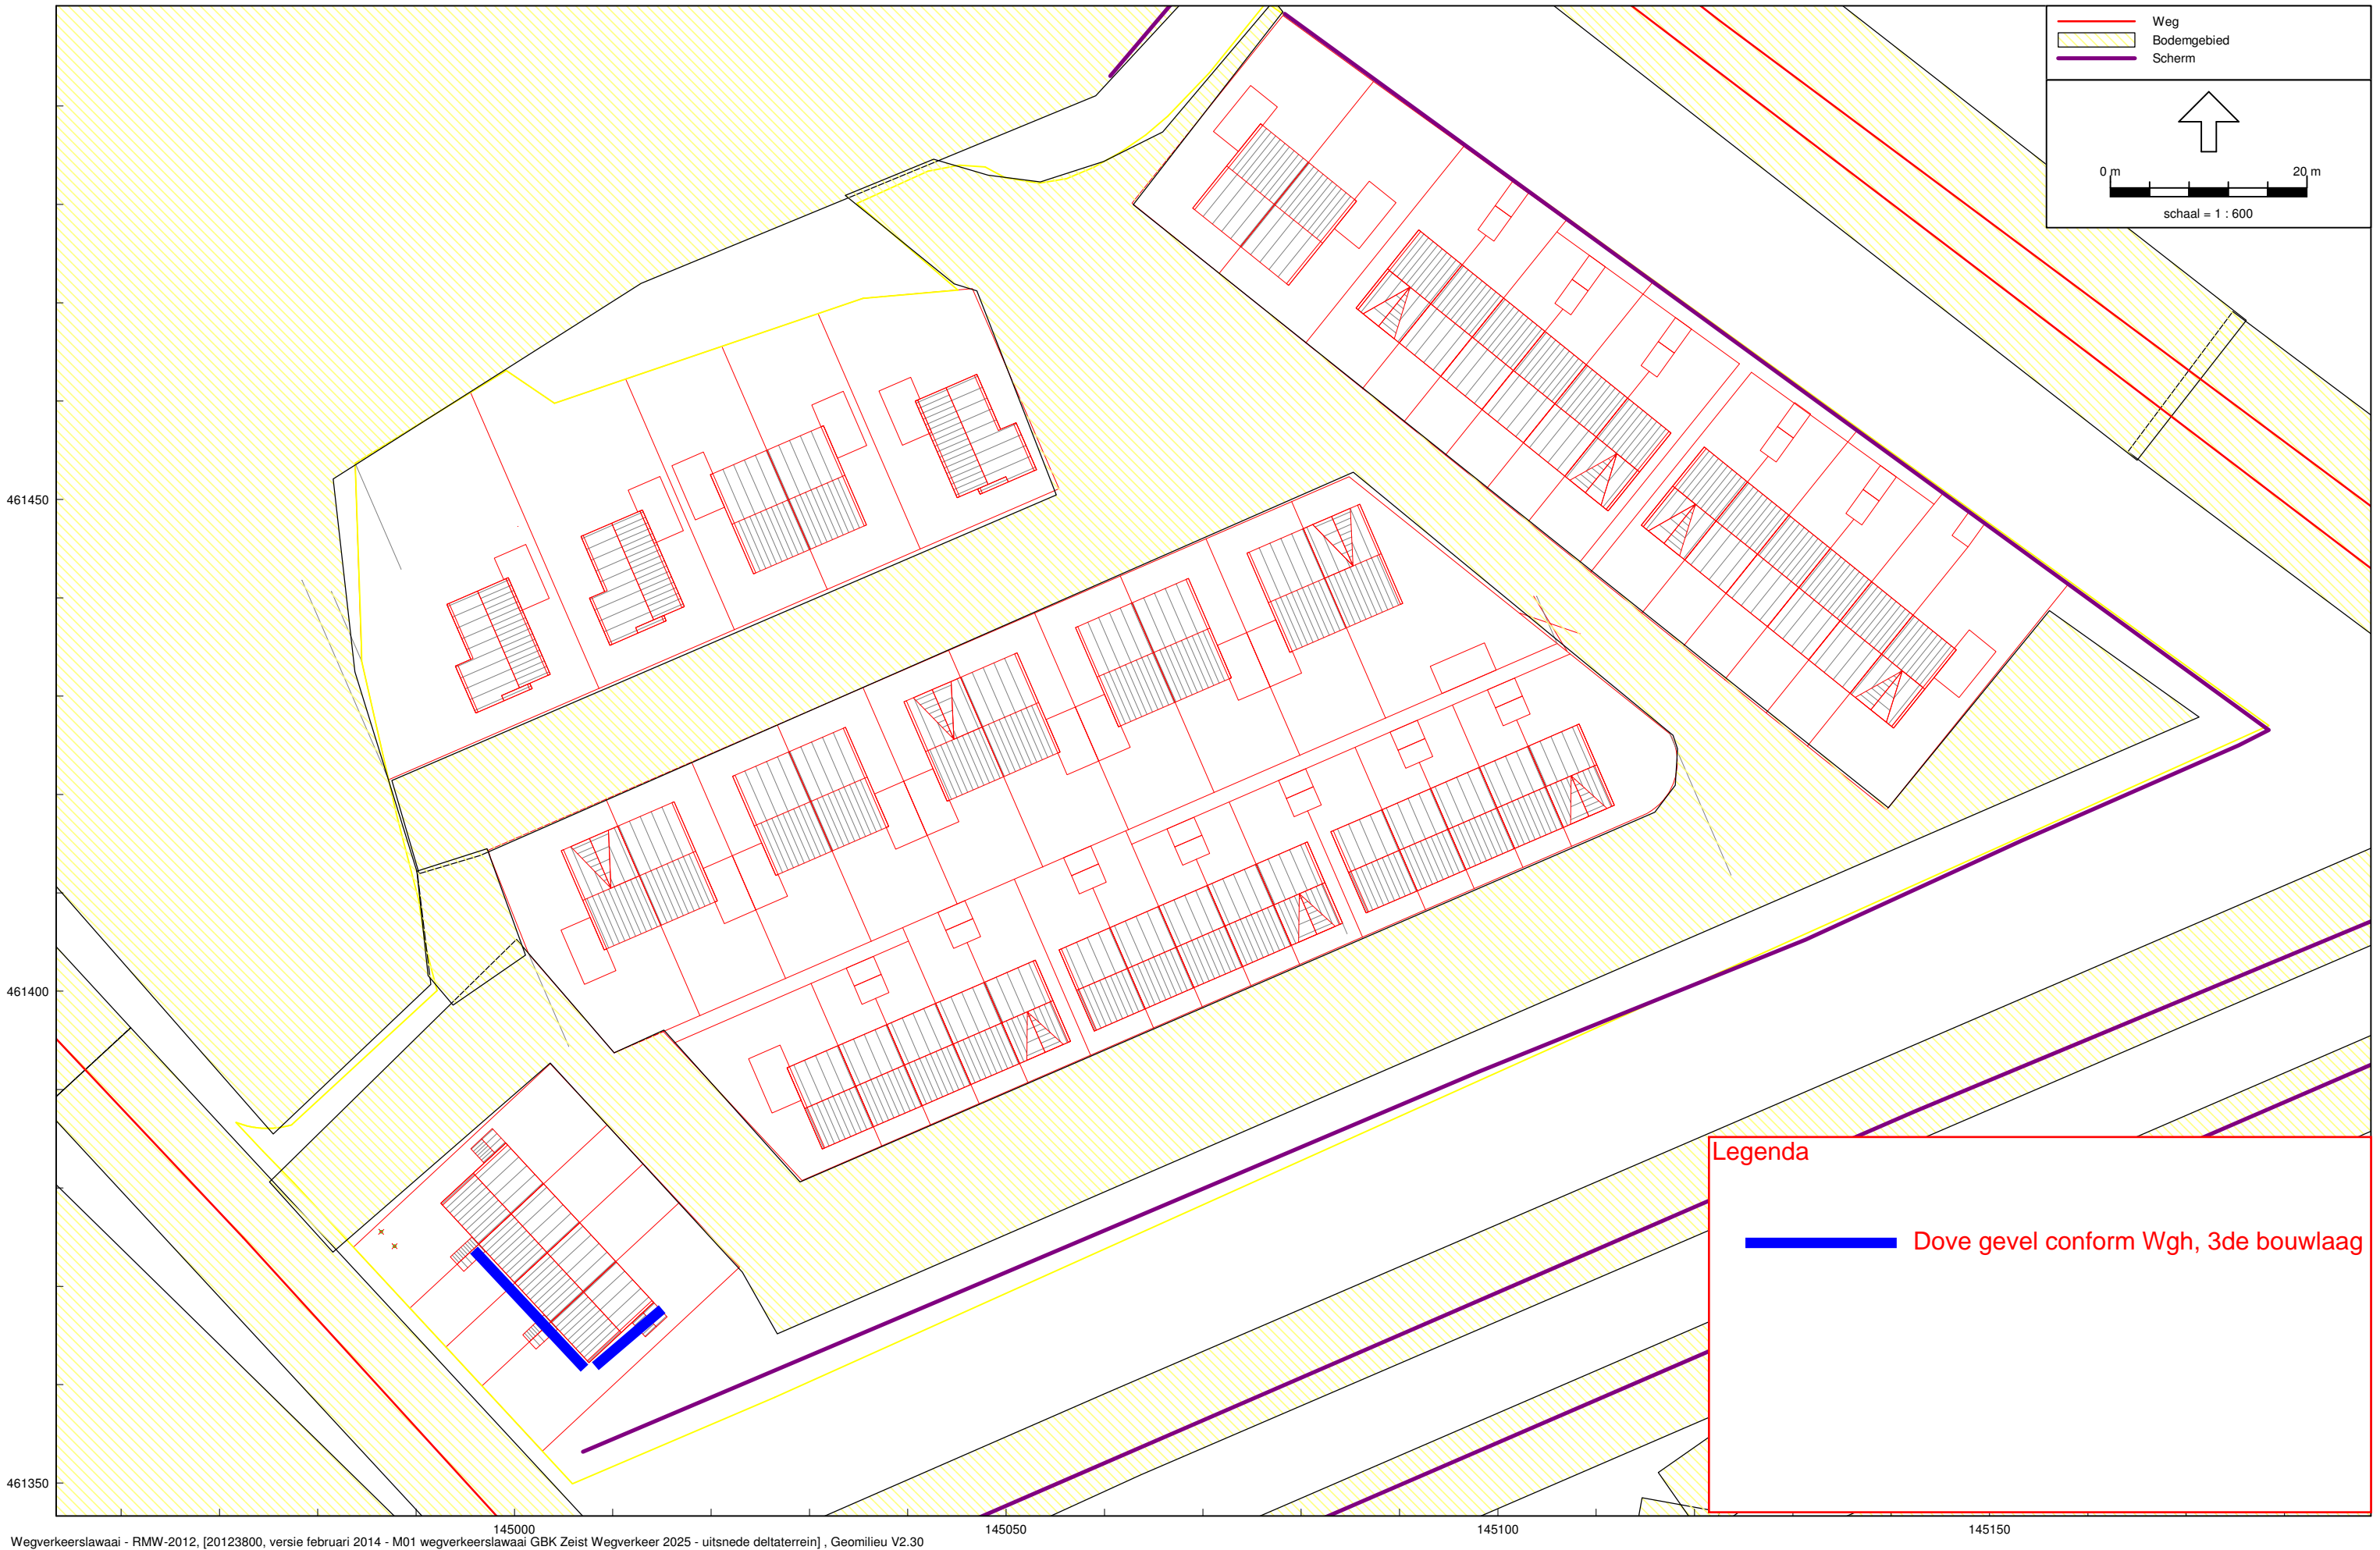 Weg
Bodemgebied
Scherm
0 m 20 m
schaal = 1 : 600
461450
461400
461350
Legenda
Dove gevel conform Wgh, 3de bouwlaag
145000 145050 145100 145150
Wegverkeerslawaai - RMW-2012, [20123800, versie februari 2014 - M01 wegverkeerslawaai GBK Zeist Wegverkeer 2025 - uitsnede deltaterrein] , Geomilieu V2.30